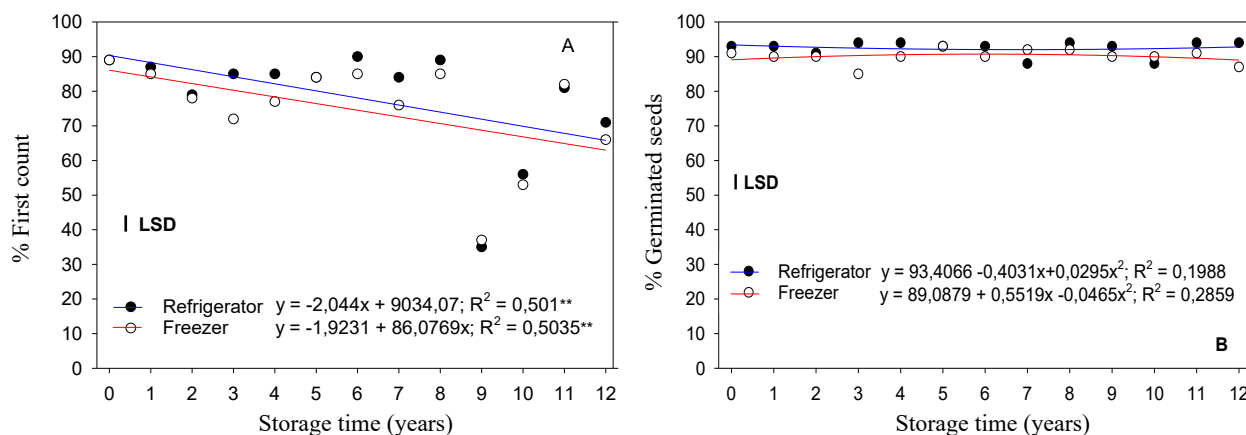 % First count
100
90
80
70
60
50
40
30
20
10
0
A
LSD
Refrigerator y = -2,044x + 9034,07; R² = 0,501**
Freezer y = -1,9231 + 86,0769x; R² = 0,5035**
0 1 2 3 4 5 6 7 8 9 10 11 12
Storage time (years)
% Germinated seeds
100
90
80
70
60
50
40
30
20
10
0
LSD
Refrigerator y = 93,4066 -0,4031x+0,0295x²; R² = 0,1988
Freezer y = 89,0879 + 0,5519x -0,0465x²; R² = 0,2859
B
0 1 2 3 4 5 6 7 8 9 10 11 12
Storage time (years)